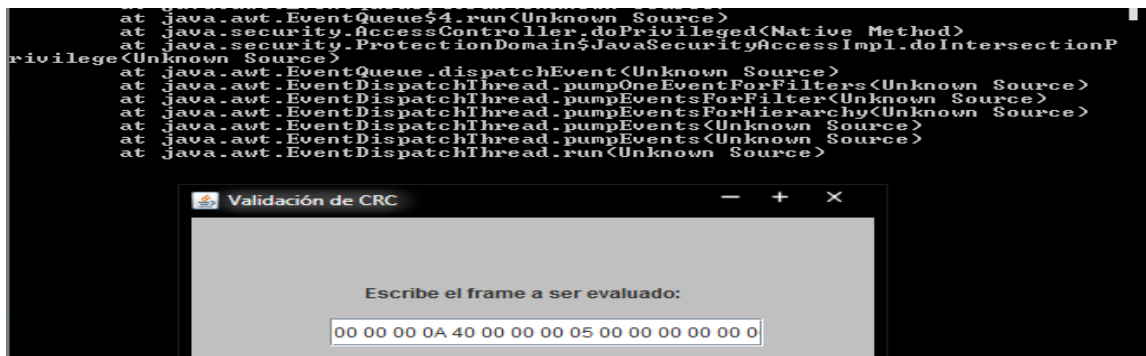 at java.awt.EventQueue$4.run(Unknown Source)
at java.security.AccessController.doPrivileged(Native Method)
at java.security.ProtectionDomain$JavaSecurityAccessImpl.doIntersectionP
rivilege(Unknown Source)
at java.awt.EventQueue.dispatchEvent(Unknown Source)
at java.awt.EventDispatchThread.pumpOneEventForFilters(Unknown Source)
at java.awt.EventDispatchThread.pumpEventsForFilter(Unknown Source)
at java.awt.EventDispatchThread.pumpEventsForHierarchy(Unknown Source)
at java.awt.EventDispatchThread.pumpEvents(Unknown Source)
at java.awt.EventDispatchThread.pumpEvents(Unknown Source)
at java.awt.EventDispatchThread.run(Unknown Source)
Validación de CRC
Escribe el frame a ser evaluado:
00 00 00 0A 40 00 00 00 05 00 00 00 00 00 0